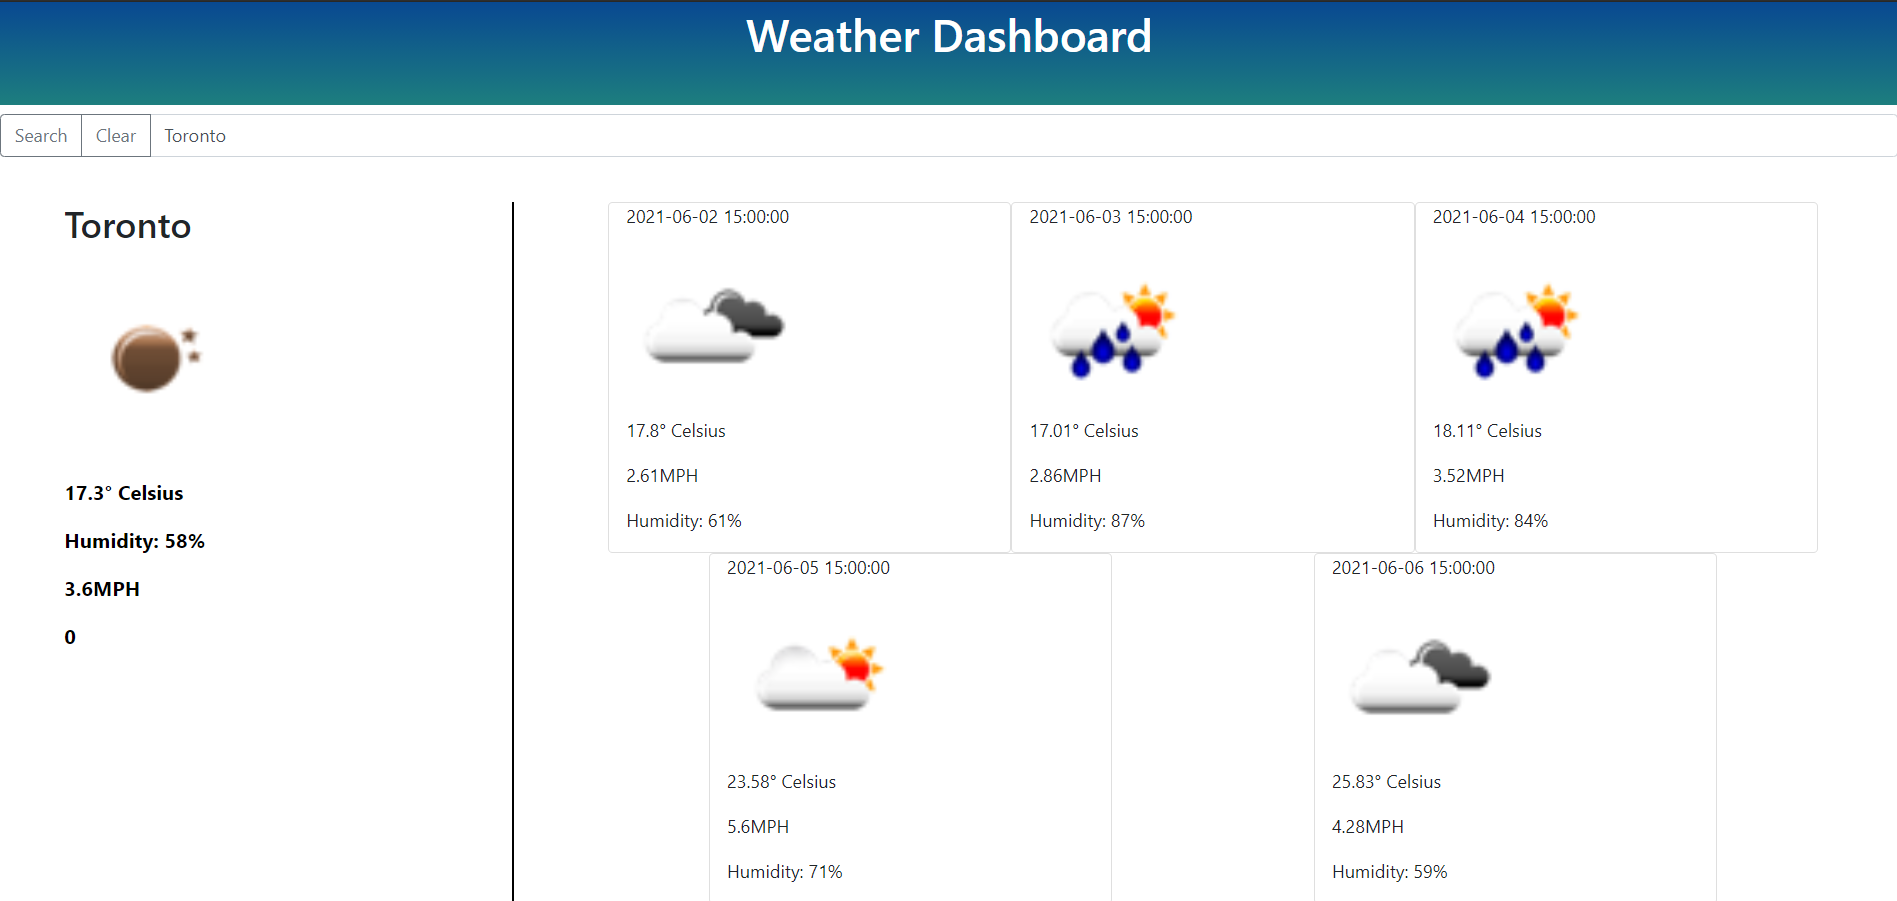 Weather Dashboard
Search
Clear
Toronto
Toronto
17.3° Celsius
Humidity: 58%
3.6MPH
0
2021-06-02 15:00:00
17.8° Celsius
2.61MPH
Humidity: 61%
2021-06-03 15:00:00
17.01° Celsius
2.86MPH
Humidity: 87%
2021-06-04 15:00:00
18.11° Celsius
3.52MPH
Humidity: 84%
2021-06-05 15:00:00
23.58° Celsius
5.6MPH
Humidity: 71%
2021-06-06 15:00:00
25.83° Celsius
4.28MPH
Humidity: 59%